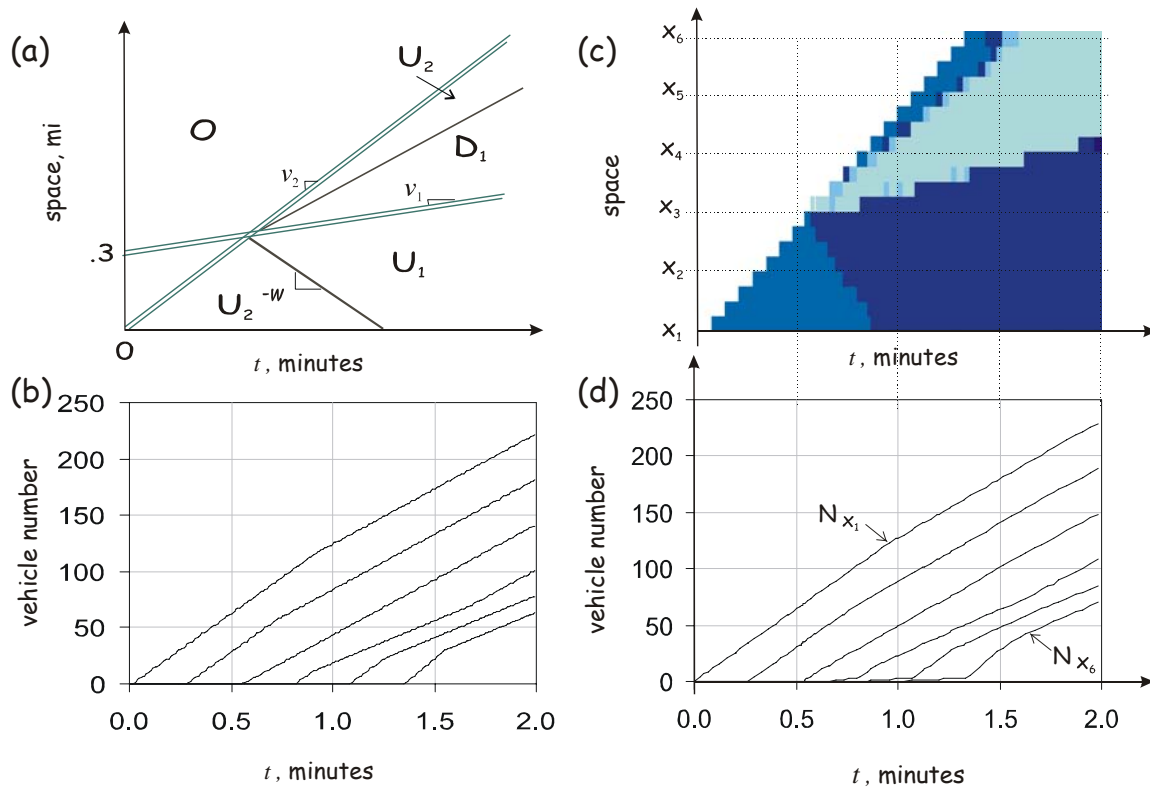 (a)
U2
O
D1
v2
v1
space, mi
.3
U1
U2
-w
0
t , minutes
(c)
x6
x5
x4
x3
x2
x1
space
t , minutes
(b)
250
200
150
100
50
0
vehicle number
0.0 0.5 1.0 1.5 2.0
t , minutes
(d)
250
200
150
100
50
0
vehicle number
N x1
N x6
0.0 0.5 1.0 1.5 2.0
t , minutes